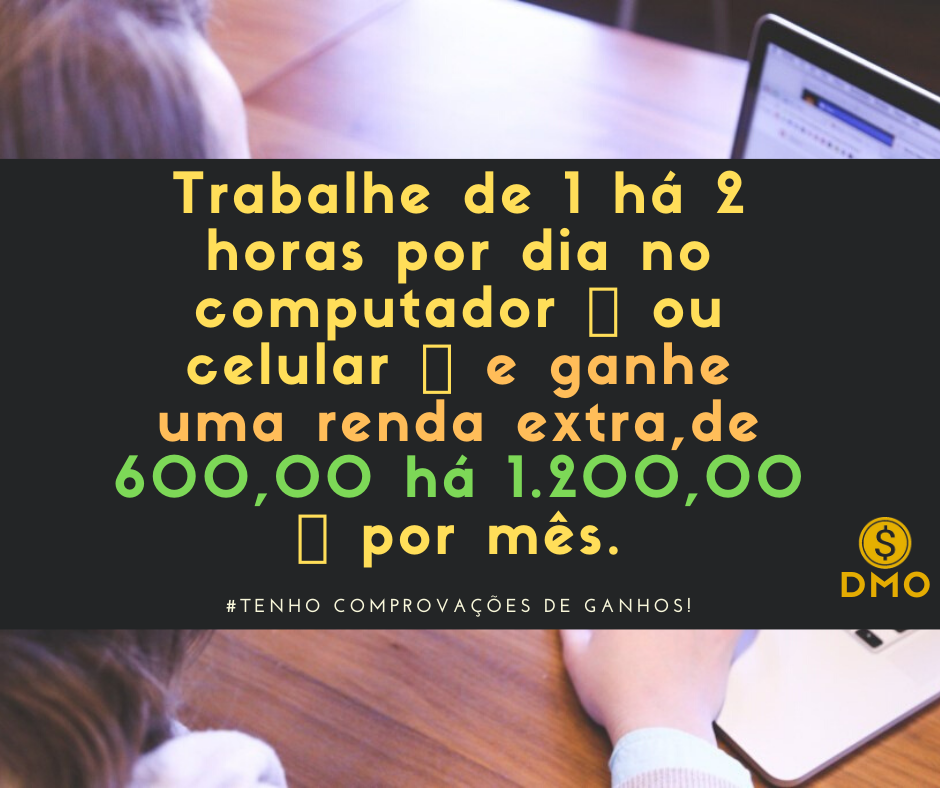 Trabalhe de 1 há 2
horas por dia no
computador ▯ ou
celular ▯ e ganhe
uma renda extra,de
600,00 há 1.200,00
▯ por mês.
#TENHO COMPROVAÇÕES DE GANHOS!
$
DMO